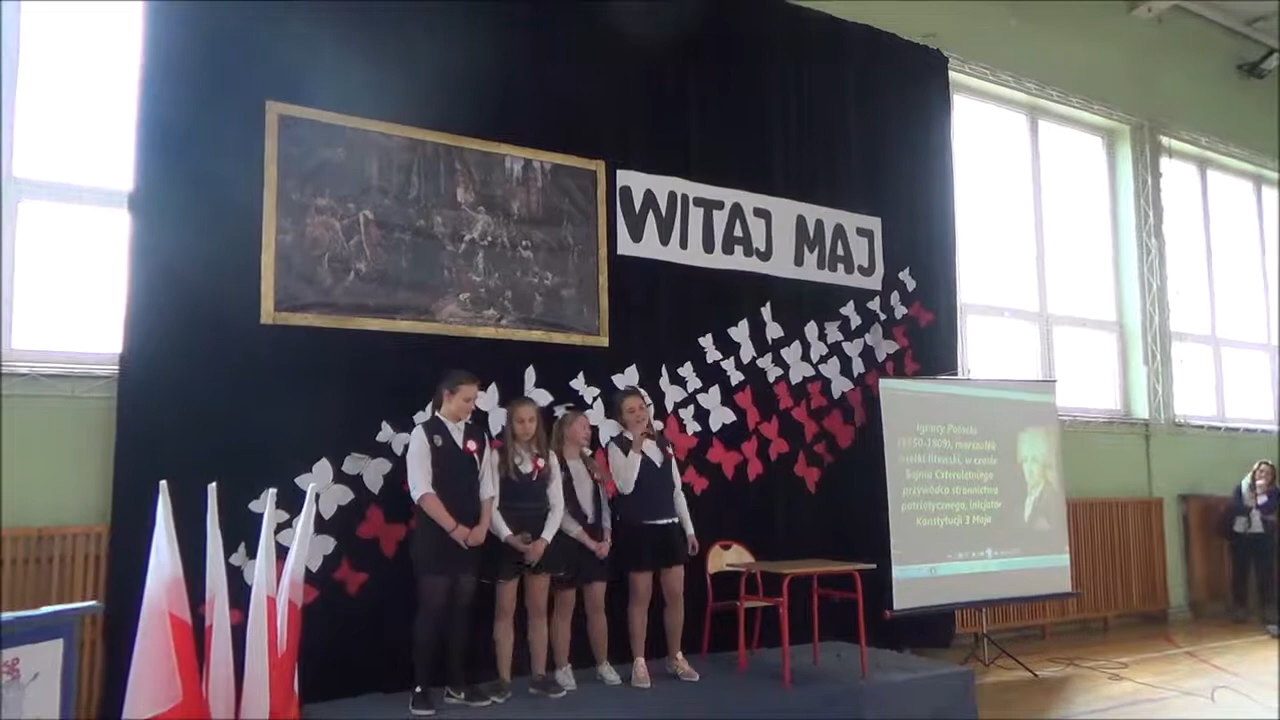 WITAJ MAJ
Ignacy Potocki
(1750-1809), marszałek
wielki litewski, w czasie
Sejmu Czteroletniego
przywódca stronnictwa
patriotycznego, inicjator
Konstytucji 3 Maja